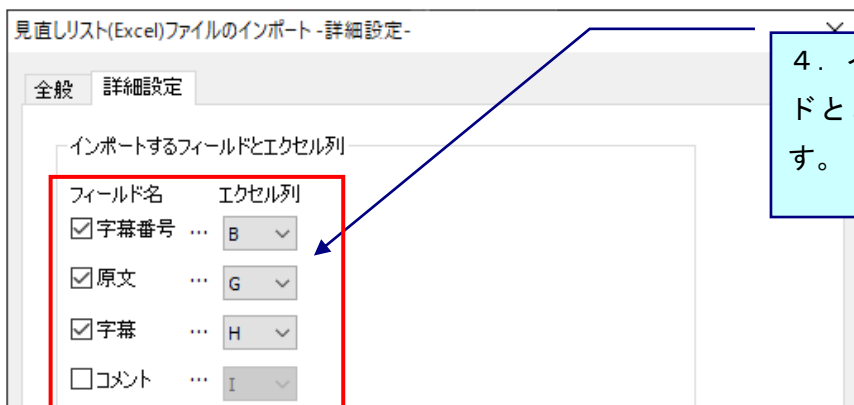 見直しリスト(Excel)ファイルのインポート -詳細設定-
全般 詳細設定
インポートするフィールドとエクセル列
フィールド名 エクセル列
字幕番号 … B
原文 … G
字幕 … H
コメント … I
４．
ドと
す。